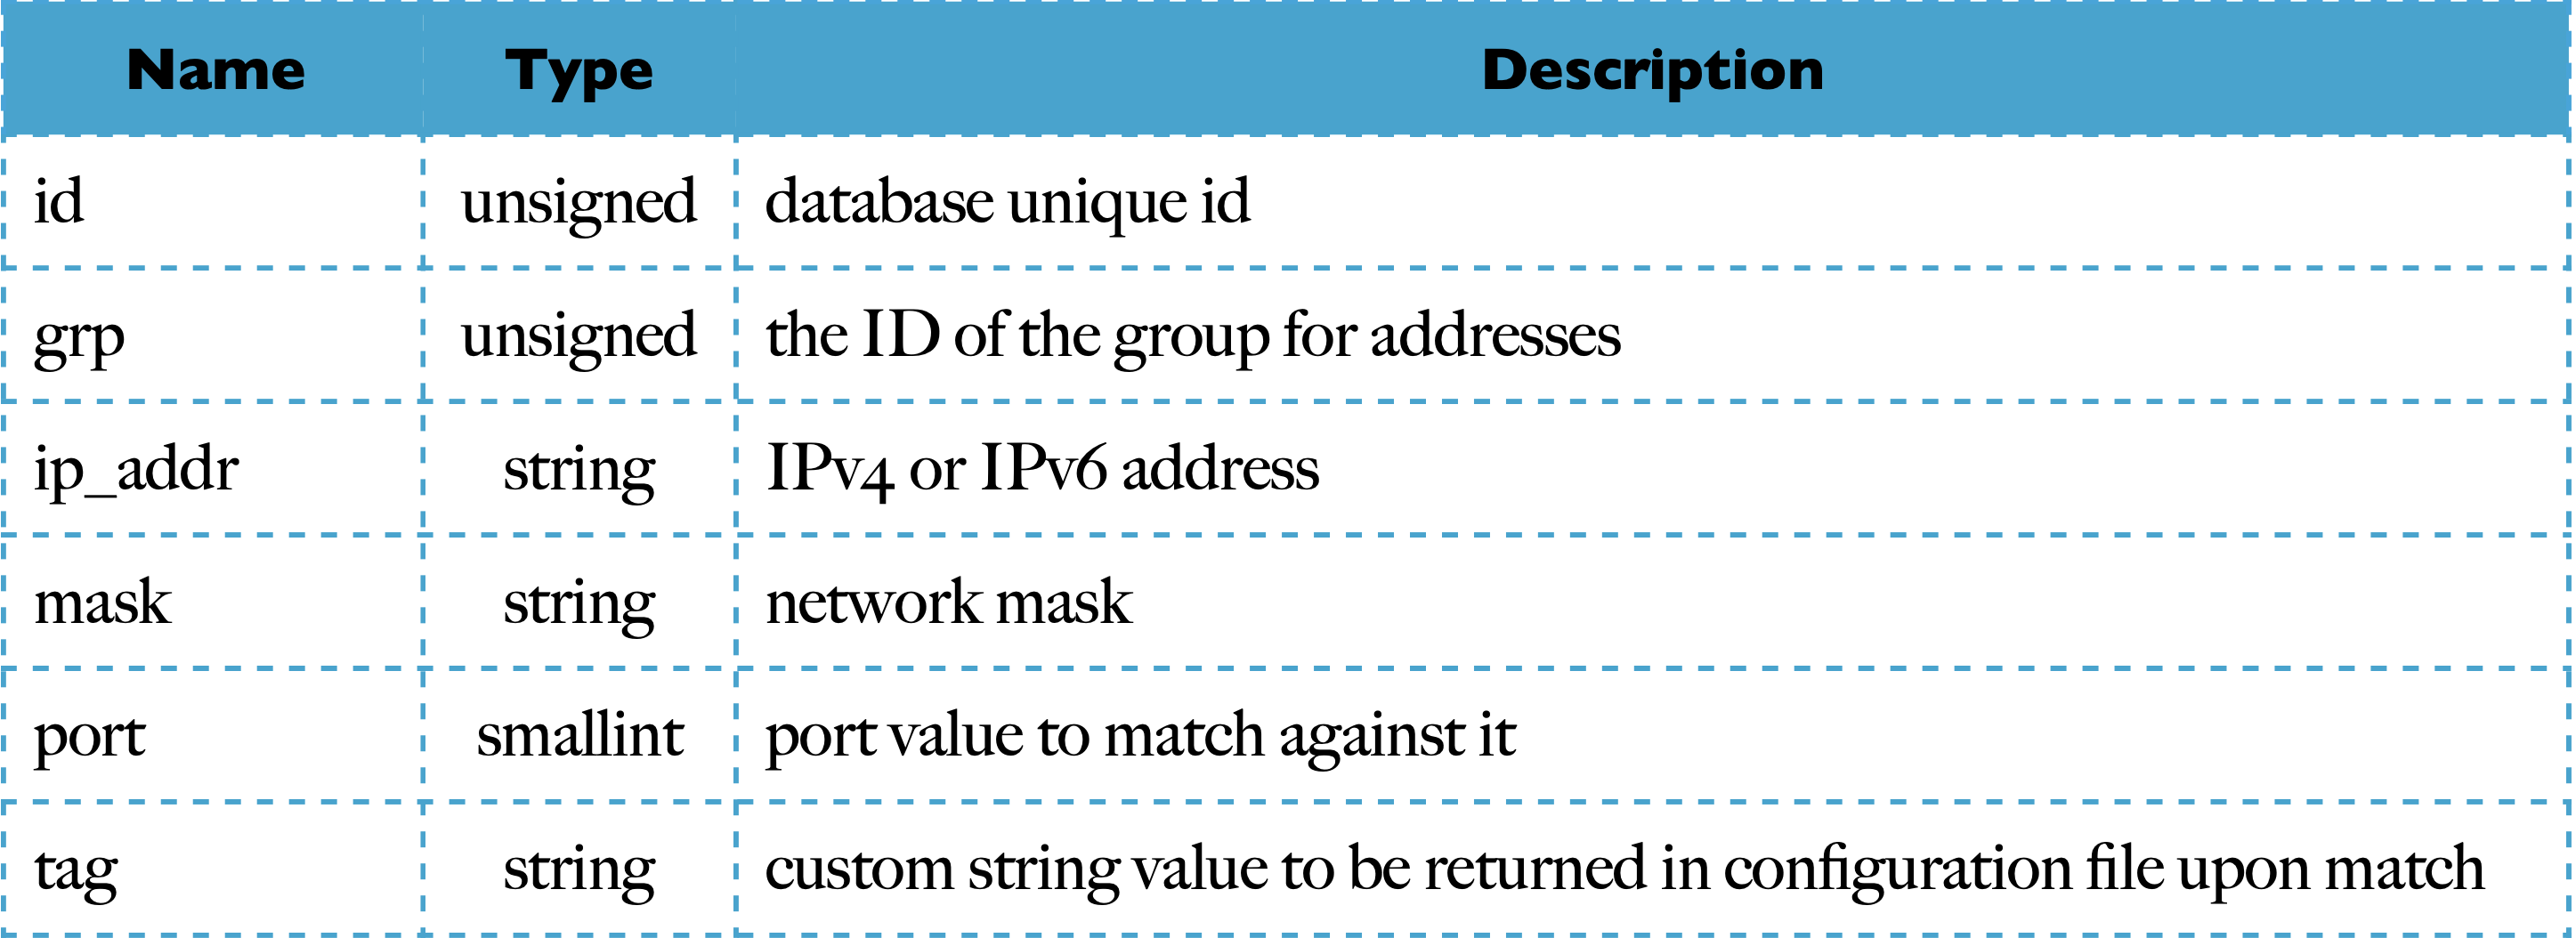 Name Type Description
id unsigned database unique id
grp unsigned the ID of the group for addresses
ip_addr string IPv4 or IPv6 address
mask string network mask
port smallint port value to match against it
tag string custom string value to be returned in configuration file upon match